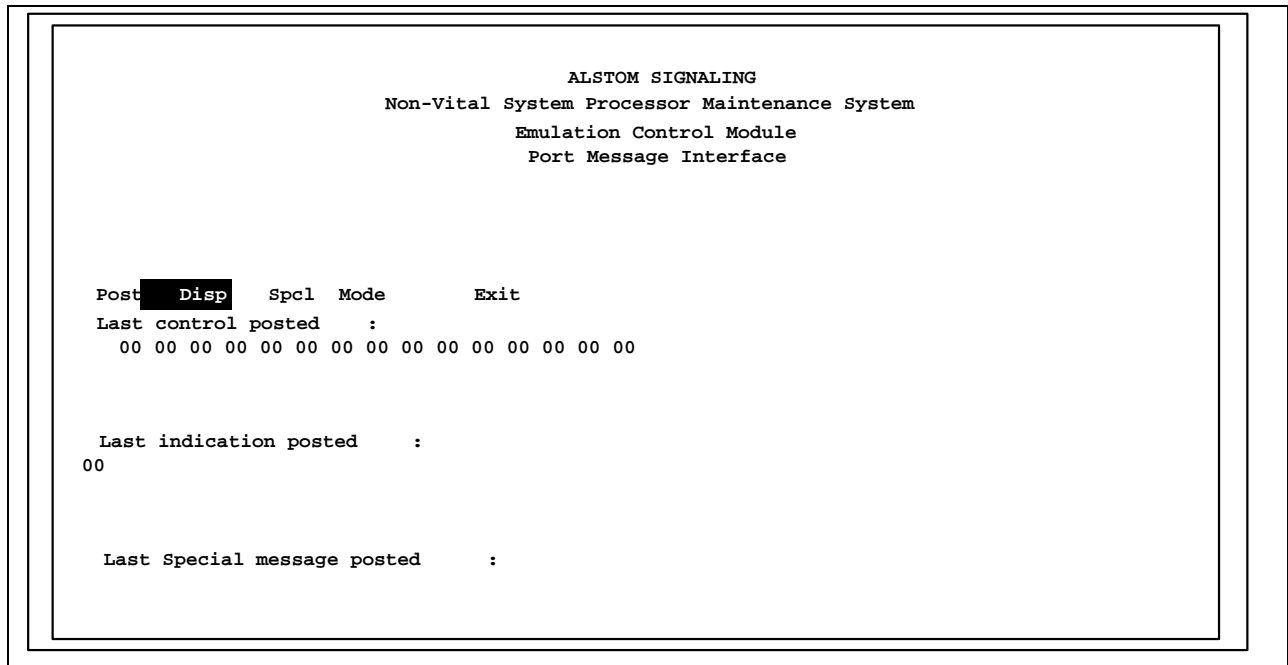 ALSTOM SIGNALING
Non-Vital System Processor Maintenance System
Emulation Control Module
Port Message Interface
Post Disp Spcl Mode Exit
Last control posted :
00 00 00 00 00 00 00 00 00 00 00 00 00 00 00
Last indication posted :
00
Last Special message posted :